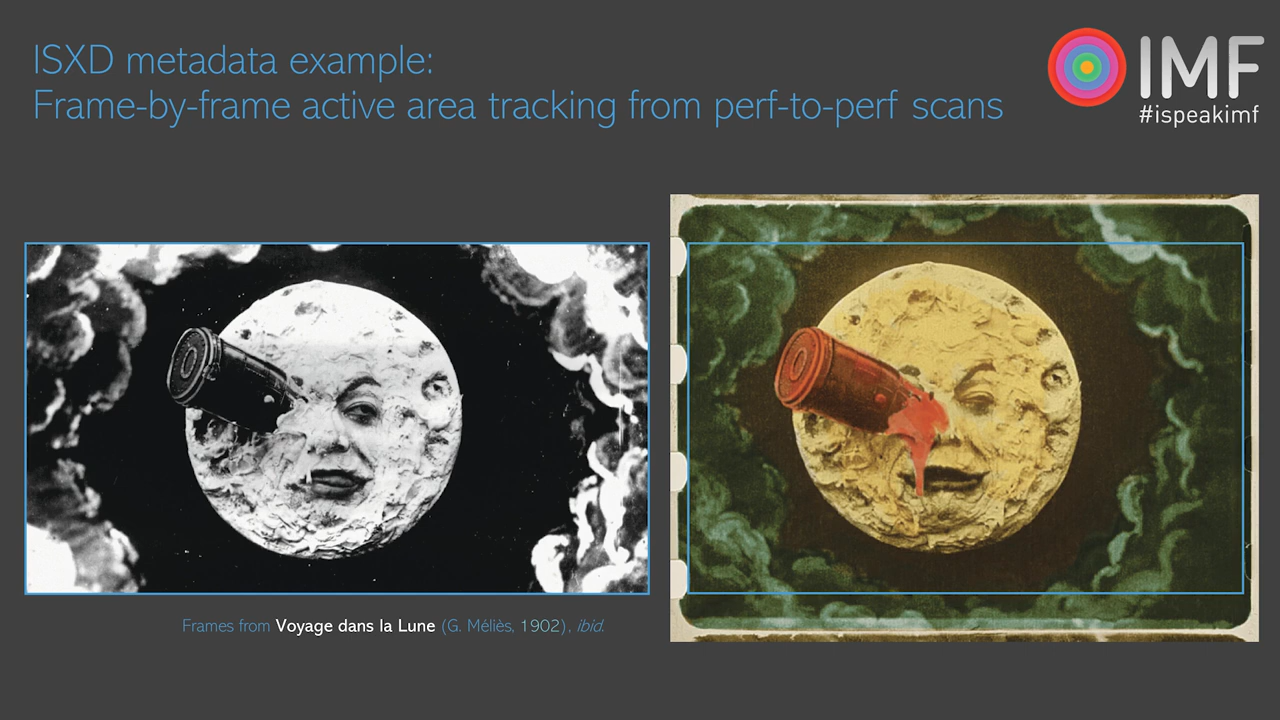 ISXD metadata example:
Frame-by-frame active area tracking from perf-to-perf scans
IMF
#ispeakimf
Frames from Voyage dans la Lune (G. Méliès, 1902), ibid.